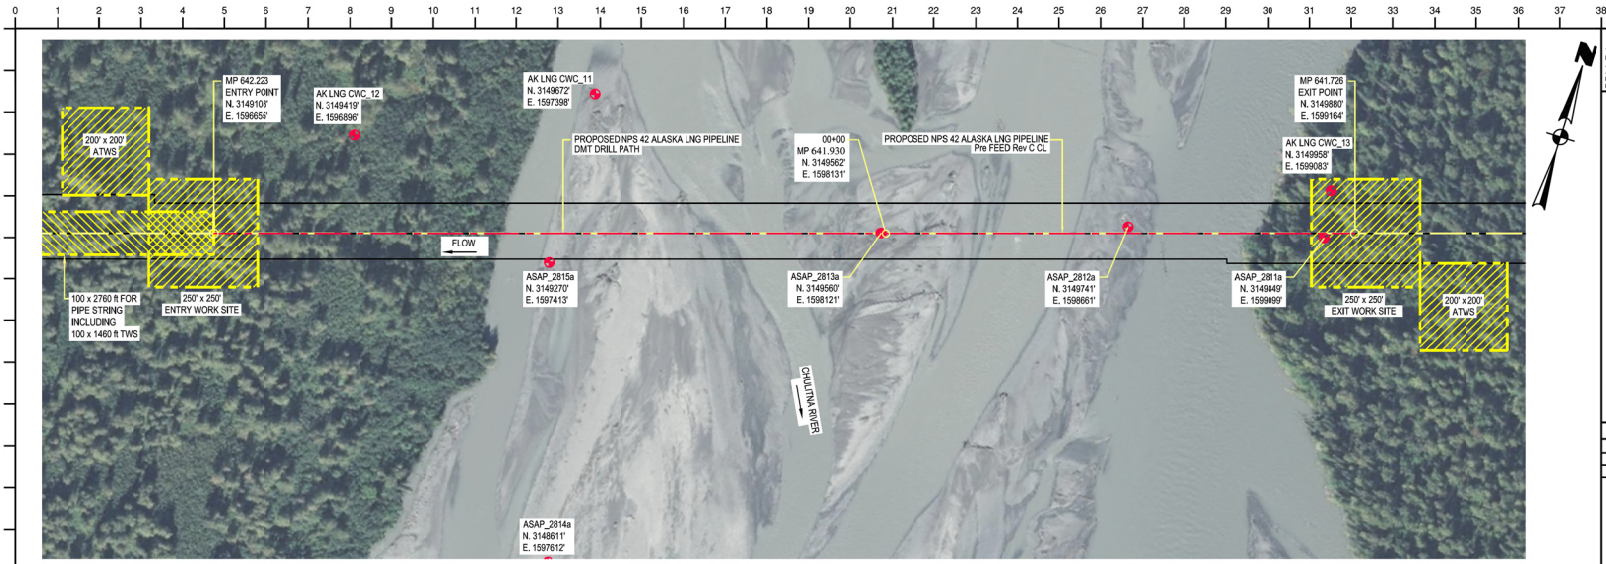 0 1 2 3 4 5 6 7 8 9 10 11 12 13 14 15 16 17 18 19 20 21 22 23 24 25 26 27 28 29 30 31 32 33 34 35 36 37 38
N
MP 642.223
ENTRY POINT
N. 3149108'
E. 1596658'
AK LNG CWC_12
N. 3149419'
E. 1596896'
AK LNG CWC_11
N. 3149672'
E. 1597398'
PROPOSED NPS 42 ALASKA LNG PIPELINE
DMT DRILL PATH
00+00
MP 641.930
N. 3149562'
E. 1598131'
PROPOSED NPS 42 ALASKA LNG PIPELINE
Pre FEED Rev C CL
MP 641.726
EXIT POINT
N. 3149880'
E. 1599164'
AK LNG CWC_13
N. 3149958'
E. 1599083'
200' x 200'
ATWS
FLOW
100 x 2760 ft FOR
PIPE STRING
INCLUDING
100 x 1460 ft TWS
250' x 250'
ENTRY WORK SITE
ASAP_2815a
N. 3149270'
E. 1597413'
ASAP_2813a
N. 3149560'
E. 1598121'
ASAP_2812a
N. 3149741'
E. 1598661'
ASAP_2811a
250' x 250'
EXIT WORK SITE
200' x 200'
ATWS
CHULITNA RIVER
ASAP_2814a
N. 3148611'
E. 1597612'